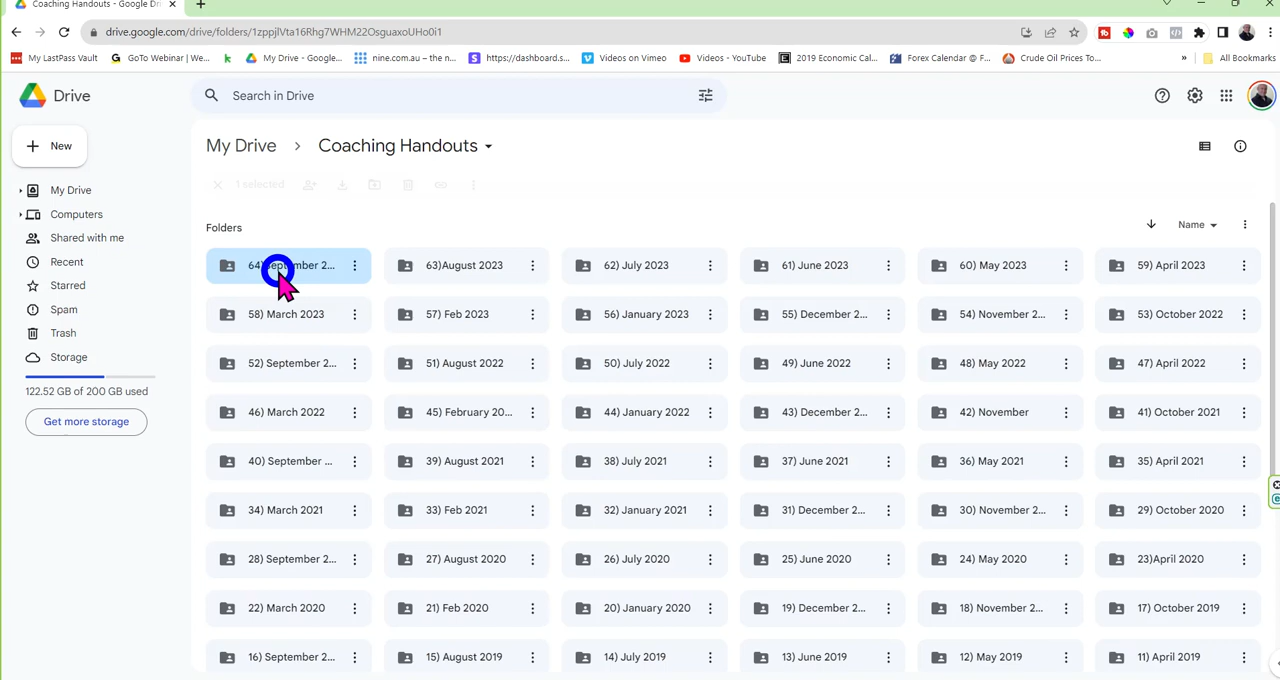 Coaching Handouts - Google Dri
drive.google.com/drive/folders/1zppjlVta16Rhg7WHM22OsguaxoUHo0i1
My LastPass Vault
GoTo Webinar | We...
My Drive - Google...
nine.com.au – the n...
https://dashboard.s...
Videos on Vimeo
Videos - YouTube
2019 Economic Cal...
Forex Calendar @ F...
Crude Oil Prices To...
»
All Bookmarks
Drive
Search in Drive
New
My Drive > Coaching Handouts
1 selected
My Drive
Computers
Shared with me
Recent
Starred
Spam
Trash
Storage
122.52 GB of 200 GB used
Get more storage
Folders
Name
64)September 2... 63)August 2023 62) July 2023 61) June 2023 60) May 2023 59) April 2023
58) March 2023 57) Feb 2023 56) January 2023 55) December 2... 54) November 2... 53) October 2022
52) September 2... 51) August 2022 50) July 2022 49) June 2022 48) May 2022 47) April 2022
46) March 2022 45) February 20... 44) January 2022 43) December 2... 42) November 41) October 2021
40) September ... 39) August 2021 38) July 2021 37) June 2021 36) May 2021 35) April 2021
34) March 2021 33) Feb 2021 32) January 2021 31) December 2... 30) November 2... 29) October 2020
28) September 2... 27) August 2020 26) July 2020 25) June 2020 24) May 2020 23)April 2020
22) March 2020 21) Feb 2020 20) January 2020 19) December 2... 18) November 2... 17) October 2019
16) September 2... 15) August 2019 14) July 2019 13) June 2019 12) May 2019 11) April 2019